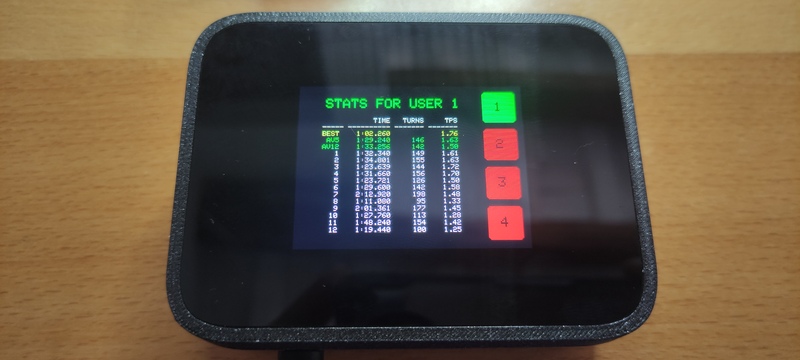 STATS FOR USER 1
TIME TURNS TPS
BEST 1:02.260 1.76
AV5 1:29.240 146 1.63
AV12 1:33.256 142 1.50
1 1:32.340 149 1.61
2 1:34.801 155 1.63
3 1:23.639 144 1.72
4 1:31.660 156 1.70
5 1:23.721 126 1.50
6 1:29.600 142 1.58
7 2:12.920 198 1.48
8 1:11.080 95 1.33
9 2:01.361 177 1.45
10 1:27.760 113 1.28
11 1:48.240 154 1.42
12 1:19.440 100 1.25
1
2
3
4